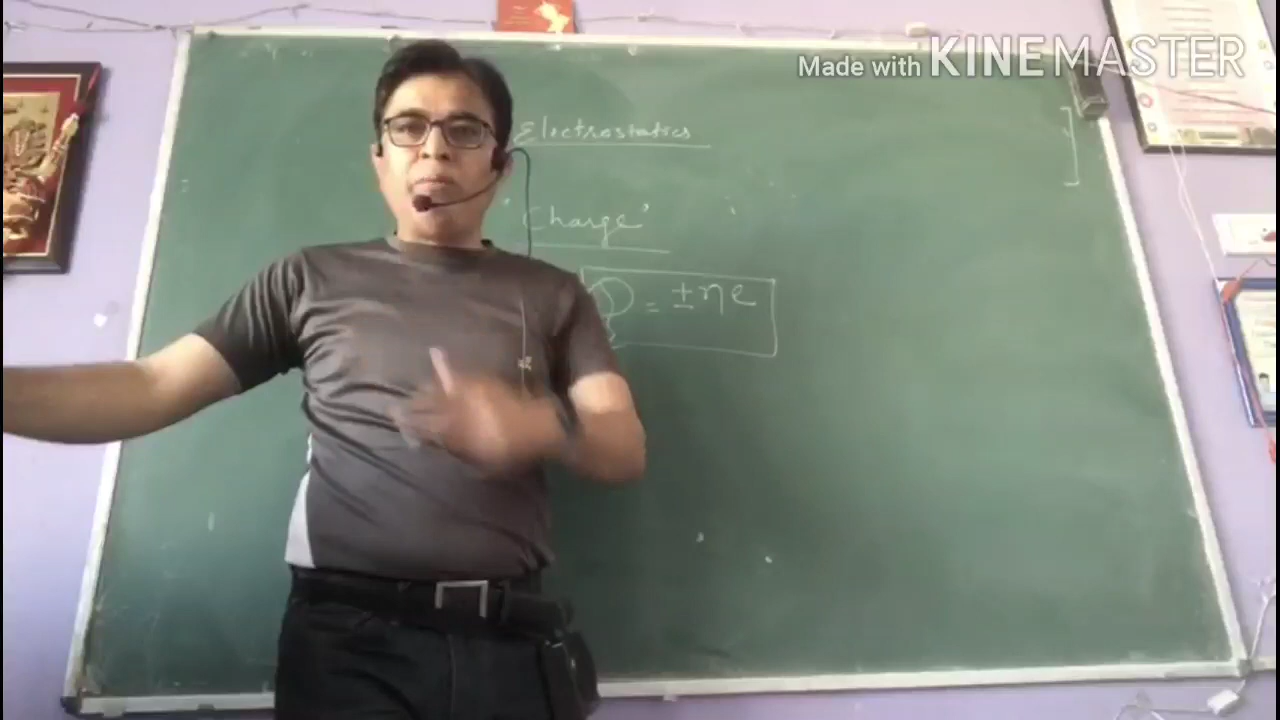 Made with KINEMASTER
Electrostatics
'Charge'
Q = ± ne